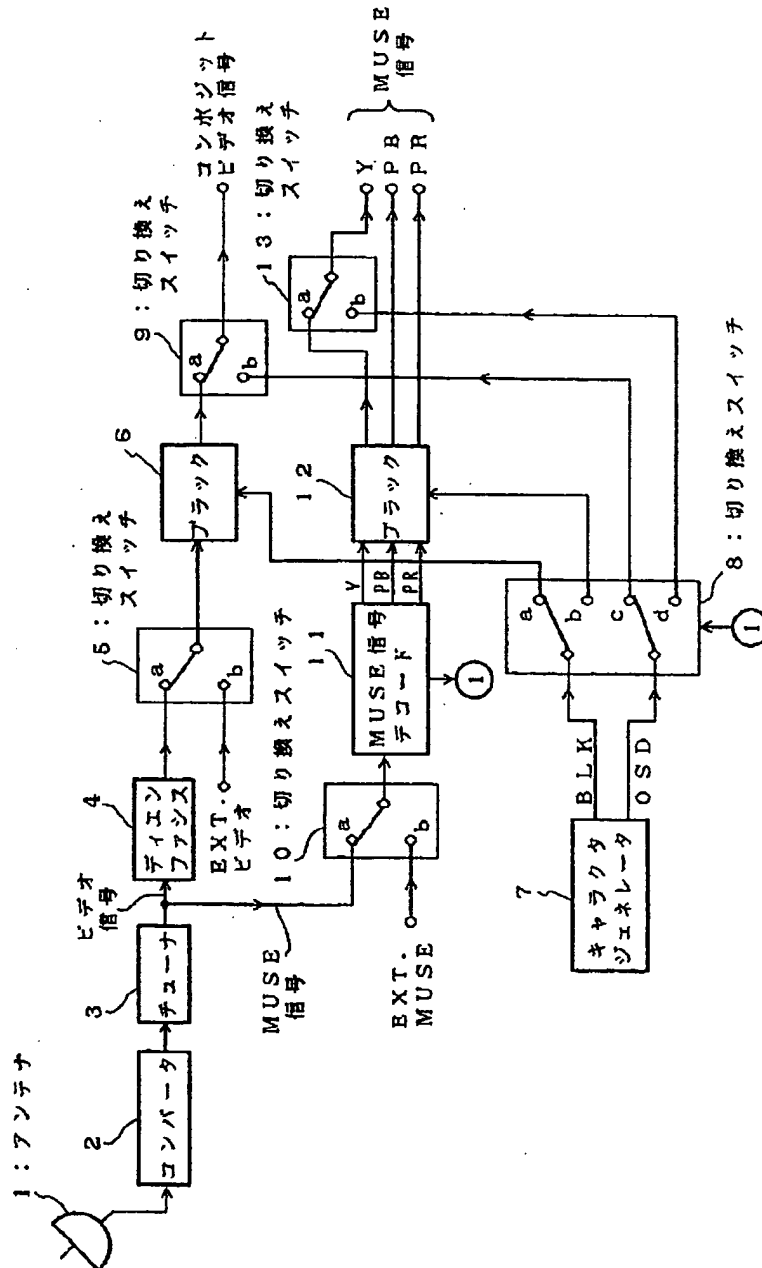 1:アンテナ
2
コンバータ
3
チューナ
ビデオ
信号
4
ディエン
ファシス
EXT.
ビデオ
5:切り換え
スイッチ
a
b
6
ブラック
9:切り換え
スイッチ
a
b
コンポジット
ビデオ信号
MUSE
信号
10:切り換えスイッチ
a
b
EXT.
MUSE
11
MUSE信号
デコード
1
Y
PB
PR
12
ブラック
13:切り換え
スイッチ
a
b
Y
PB
PR
MUSE
信号
7
キャラクタ
ジェネレータ
BLK
OSD
a
b
c
d
8:切り換えスイッチ
1